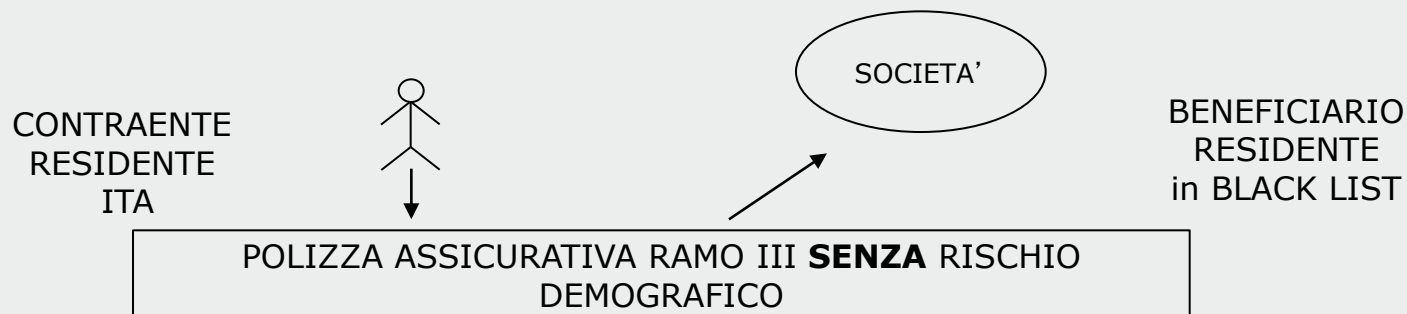 SOCIETA’
CONTRAENTE
RESIDENTE
ITA
BENEFICIARIO
RESIDENTE
in BLACK LIST
POLIZZA ASSICURATIVA RAMO III SENZA RISCHIO
DEMOGRAFICO